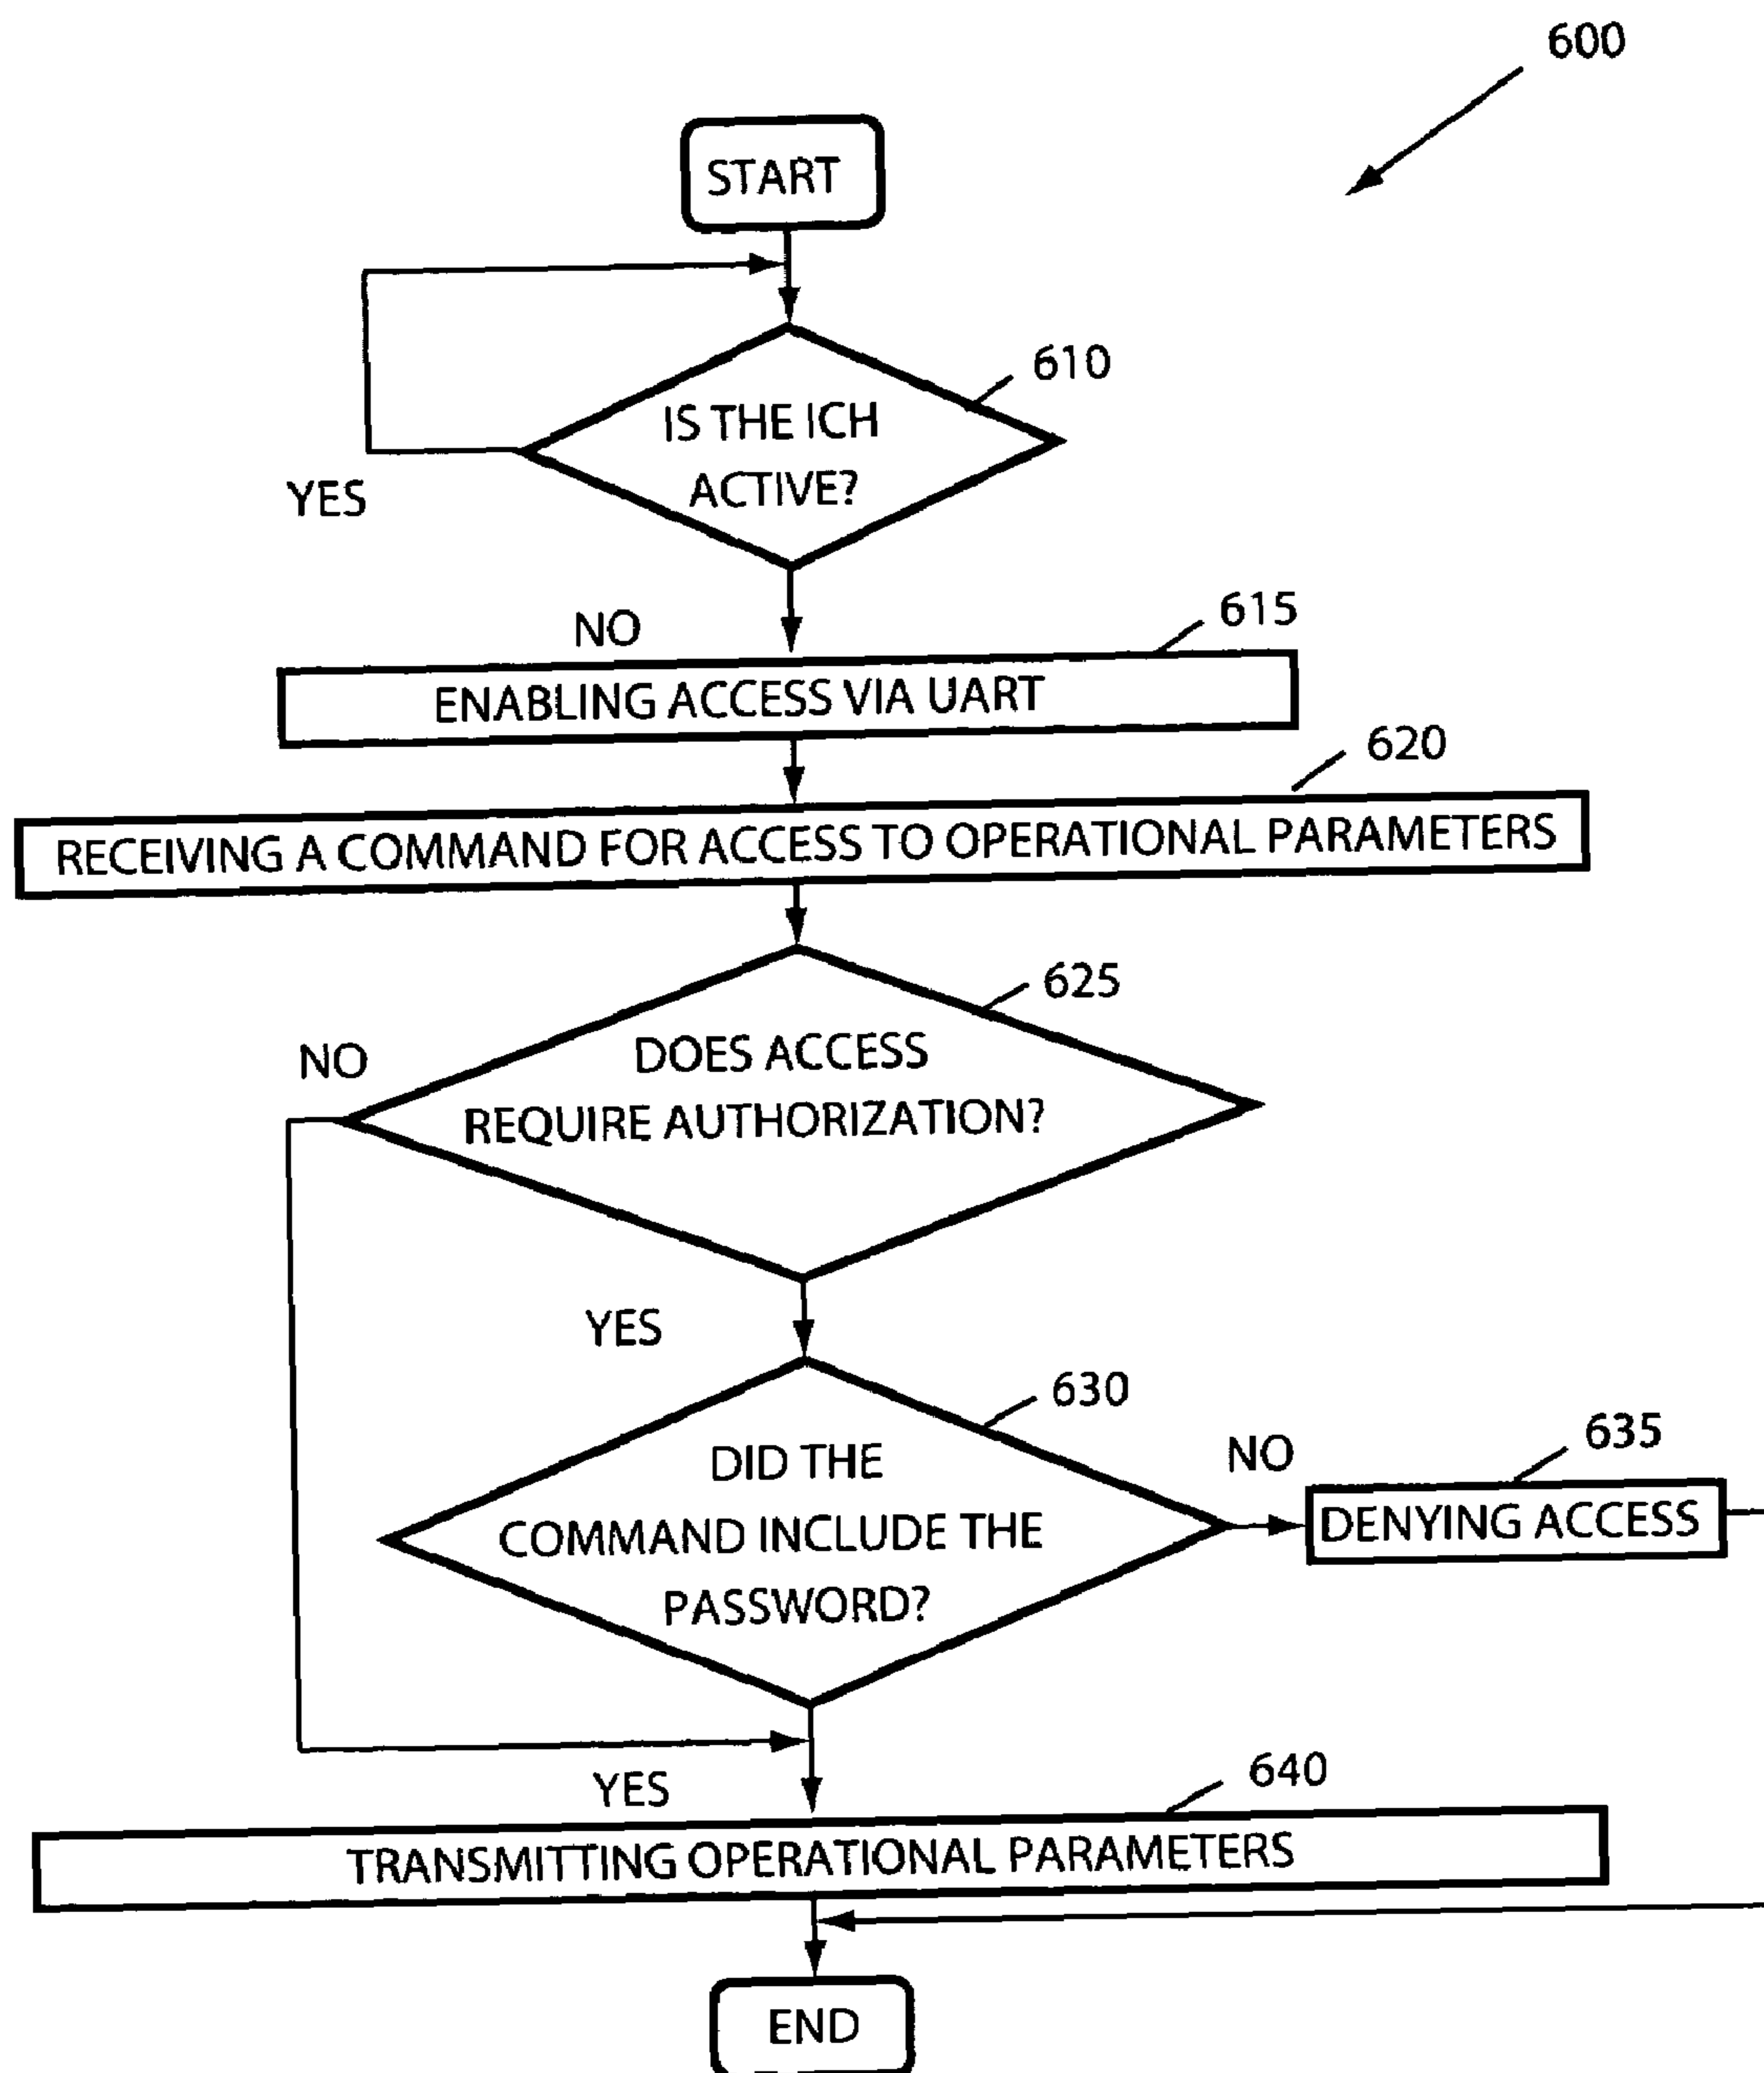 600
START
610
IS THE ICH
ACTIVE?
YES
NO
615
ENABLING ACCESS VIA UART
620
RECEIVING A COMMAND FOR ACCESS TO OPERATIONAL PARAMETERS
625
NO
DOES ACCESS
REQUIRE AUTHORIZATION?
YES
630
DID THE
COMMAND INCLUDE THE
PASSWORD?
NO
635
DENYING ACCESS
YES
640
TRANSMITTING OPERATIONAL PARAMETERS
END